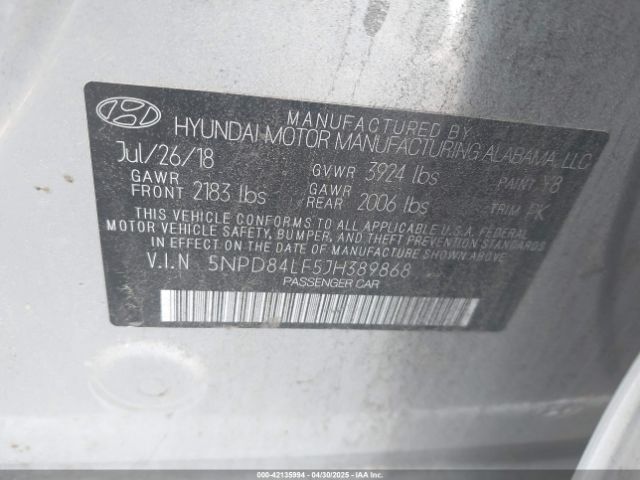 MANUFACTURED BY
HYUNDAI MOTOR MANUFACTURING ALABAMA, LLC
Jul/26/18 GVWR 3924 lbs PAINT Y8
GAWR FRONT 2183 lbs GAWR REAR 2006 lbs TRIM PK
THIS VEHICLE CONFORMS TO ALL APPLICABLE U.S.A. FEDERAL
MOTOR VEHICLE SAFETY, BUMPER, AND THEFT PREVENTION STANDARDS
IN EFFECT ON THE DATE OF MANUFACTURE SHOWN ABOVE.
V.I.N 5NPD84LF5JH389868
PASSENGER CAR
000-42135994 - 04/30/2025 - COPYRIGHT © IAA, LLC